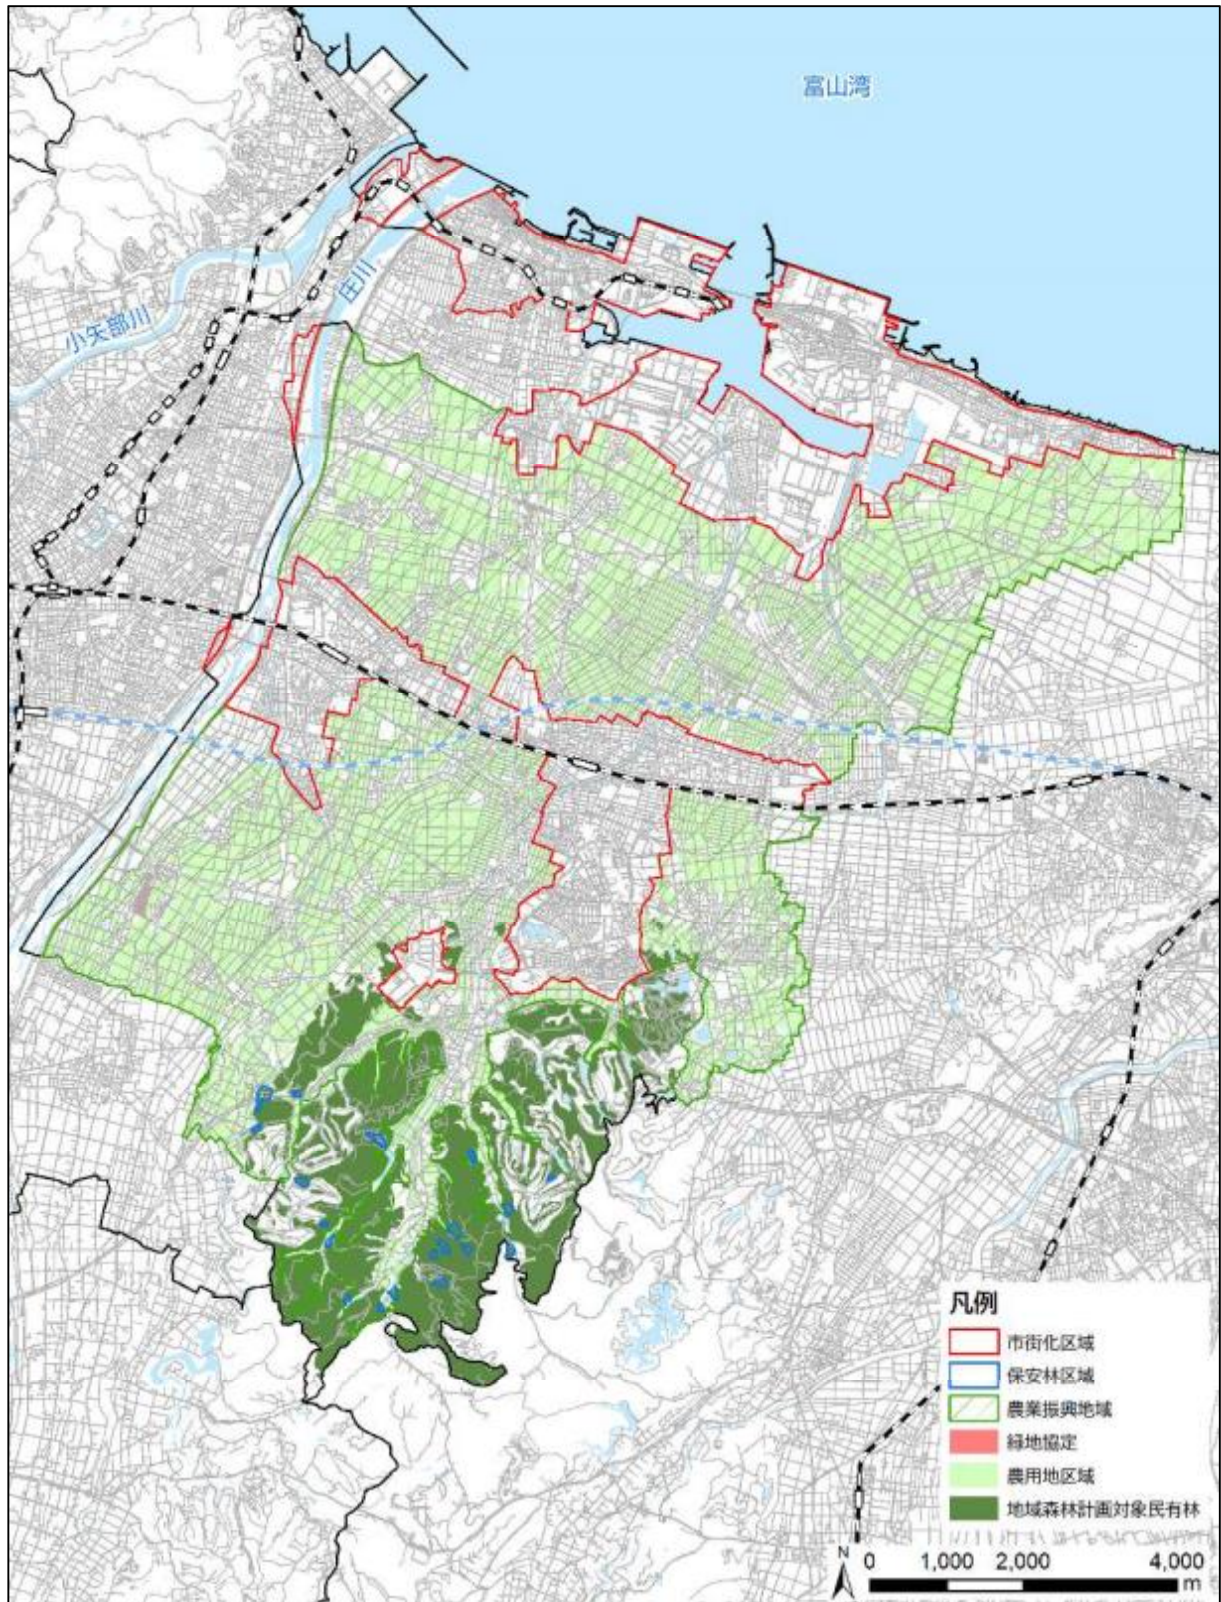 富山湾
庄川
小矢部川
凡例
市街化区域
保安林区域
農業振興地域
緑地協定
農用地区域
地域森林計画対象民有林
N
0 1,000 2,000 4,000
m